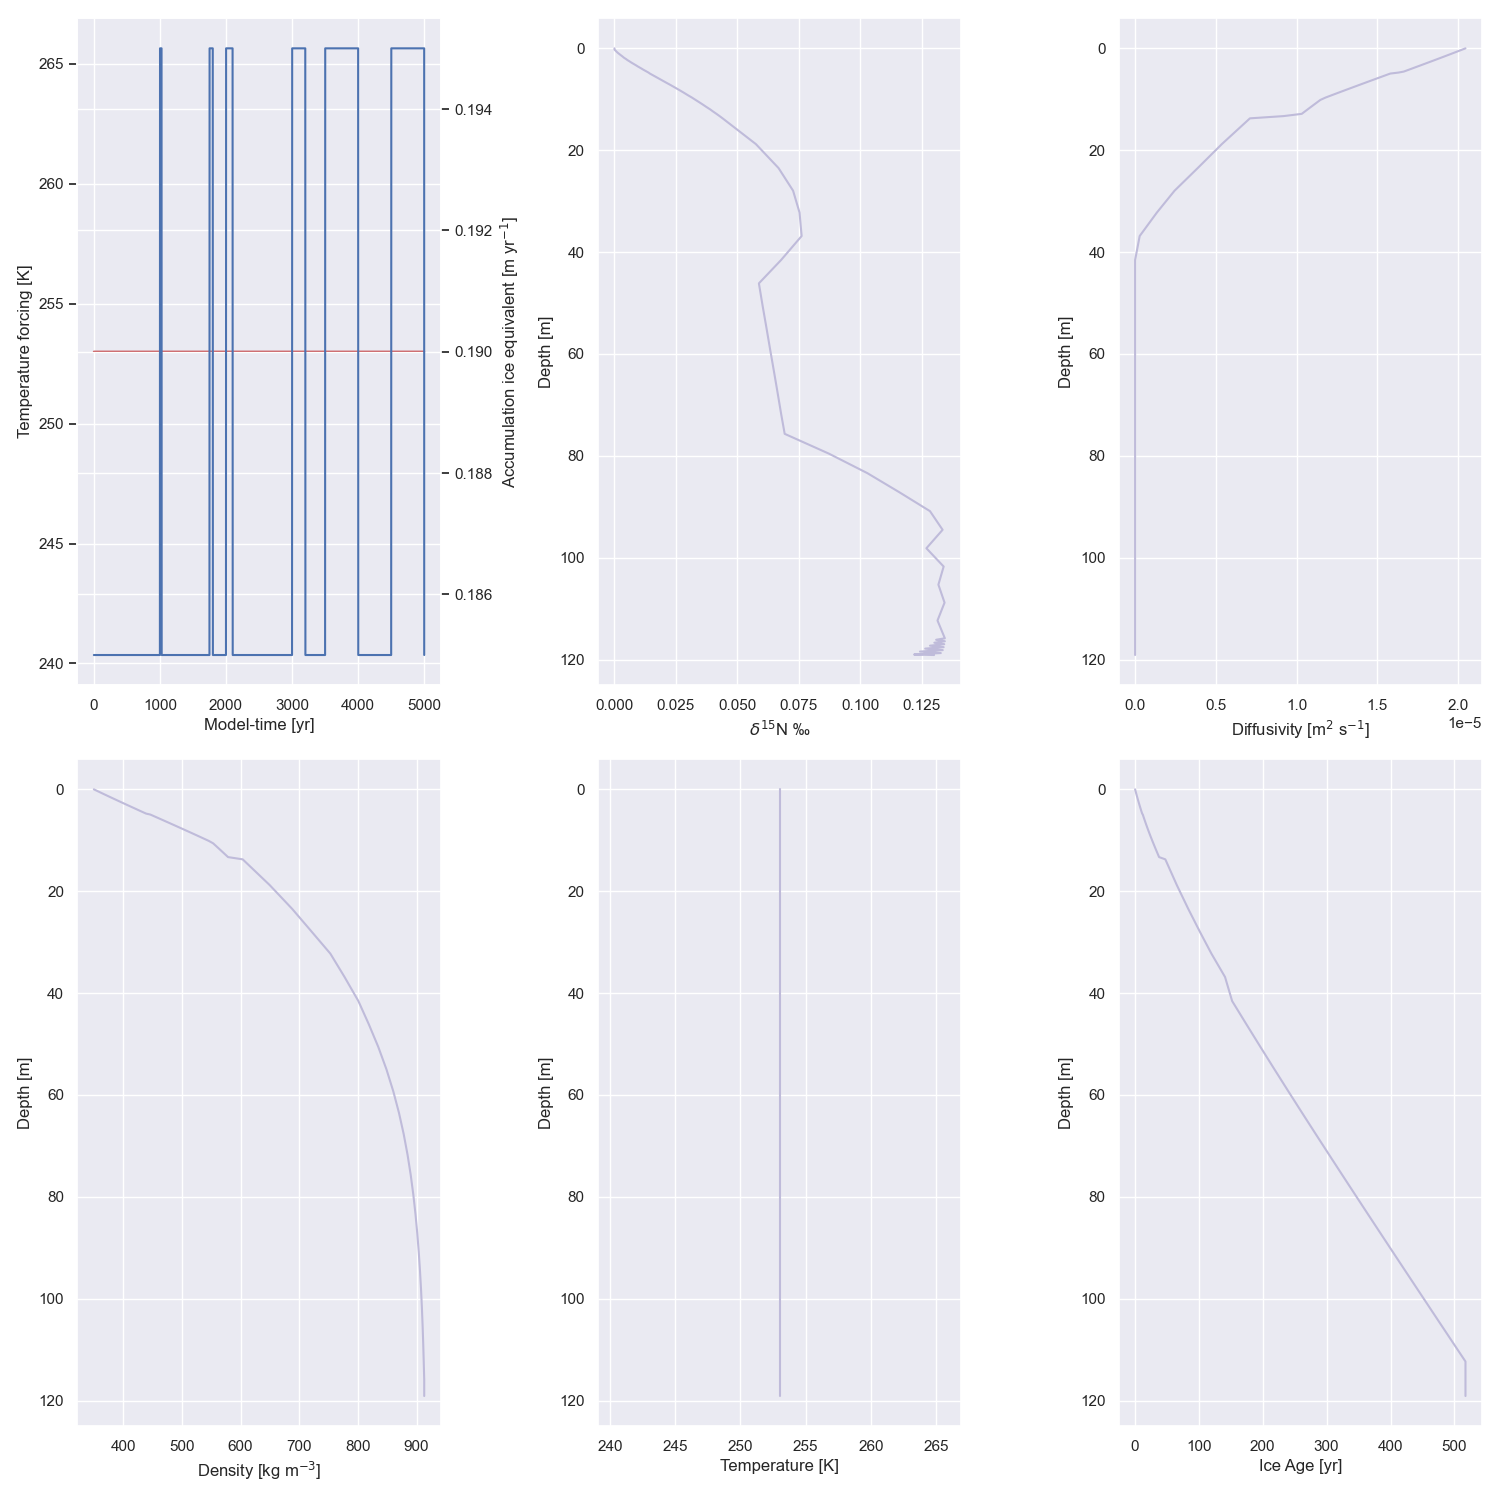 265
260
255
250
245
240
Temperature forcing [K]
0.194
0.192
0.190
0.188
0.186
Accumulation ice equivalent [m yr⁻¹]
0 1000 2000 3000 4000 5000
Model-time [yr]
0
20
40
60
80
100
120
Depth [m]
0.000 0.025 0.050 0.075 0.100 0.125
δ¹⁵N ‰
0
20
40
60
80
100
120
Depth [m]
0.0 0.5 1.0 1.5 2.0
1e−5
Diffusivity [m² s⁻¹]
0
20
40
60
80
100
120
Depth [m]
400 500 600 700 800 900
Density [kg m⁻³]
0
20
40
60
80
100
120
Depth [m]
240 245 250 255 260 265
Temperature [K]
0
20
40
60
80
100
120
Depth [m]
0 100 200 300 400 500
Ice Age [yr]